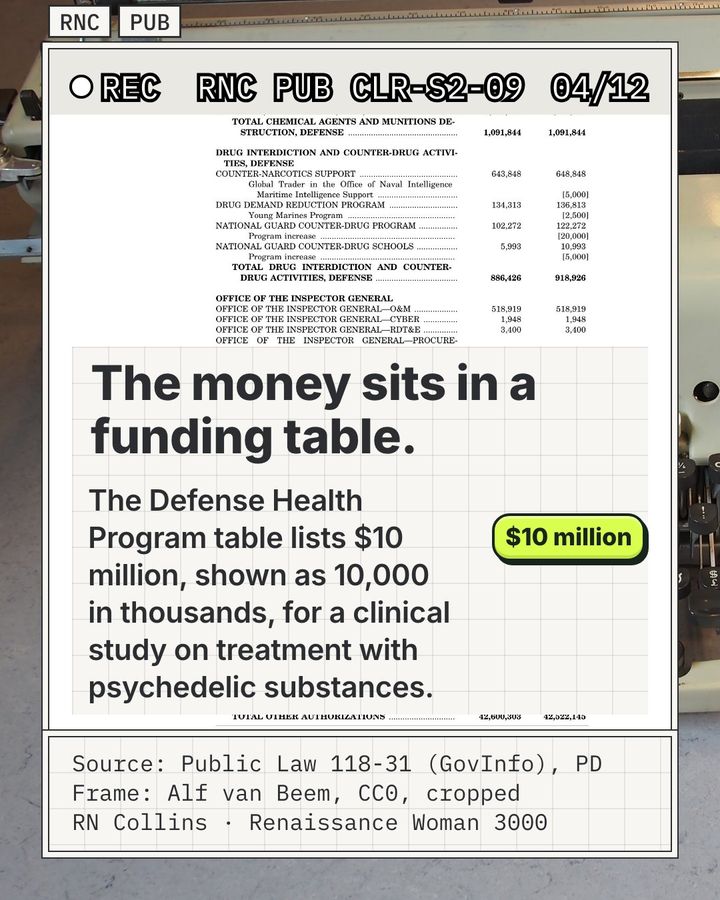 RNC PUB
REC RNC PUB CLR-S2-09 04/12
TOTAL CHEMICAL AGENTS AND MUNITIONS DE-
STRUCTION, DEFENSE 1,091,844 1,091,844
DRUG INTERDICTION AND COUNTER-DRUG ACTIVI-
TIES, DEFENSE
COUNTER-NARCOTICS SUPPORT 643,848 648,848
Global Trader in the Office of Naval Intelligence
Maritime Intelligence Support [5,000]
DRUG DEMAND REDUCTION PROGRAM 134,313 136,813
Young Marines Program [2,500]
NATIONAL GUARD COUNTER-DRUG PROGRAM 102,272 122,272
Program increase [20,000]
NATIONAL GUARD COUNTER-DRUG SCHOOLS 5,993 10,993
Program increase [5,000]
TOTAL DRUG INTERDICTION AND COUNTER-
DRUG ACTIVITIES, DEFENSE 886,426 918,926
OFFICE OF THE INSPECTOR GENERAL
OFFICE OF THE INSPECTOR GENERAL—O&M 518,919 518,919
OFFICE OF THE INSPECTOR GENERAL—CYBER 1,948 1,948
OFFICE OF THE INSPECTOR GENERAL—RDT&E 3,400 3,400
OFFICE OF THE INSPECTOR GENERAL—PROCURE-
The money sits in a
funding table.
The Defense Health
Program table lists $10
million, shown as 10,000
in thousands, for a clinical
study on treatment with
psychedelic substances.
$10 million
TOTAL OTHER AUTHORIZATIONS 42,600,303 42,522,145
Source: Public Law 118-31 (GovInfo), PD
Frame: Alf van Beem, CC0, cropped
RN Collins · Renaissance Woman 3000